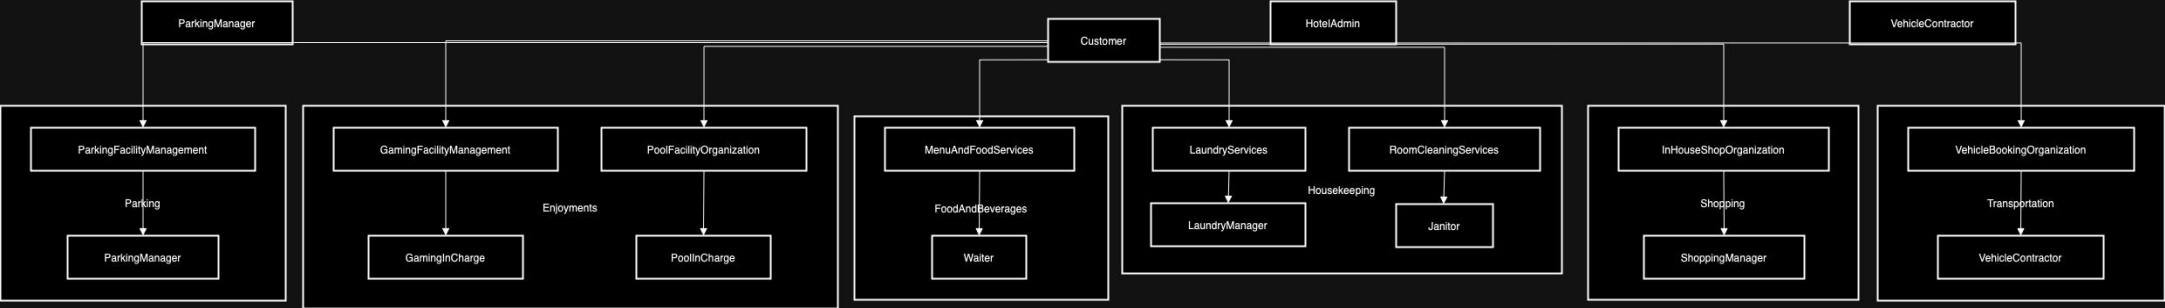 ParkingManager
Customer
HotelAdmin
VehicleContractor
ParkingFacilityManagement
Parking
ParkingManager
GamingFacilityManagement
PoolFacilityOrganization
Enjoyments
GamingInCharge
PoolInCharge
MenuAndFoodServices
FoodAndBeverages
Waiter
LaundryServices
RoomCleaningServices
Housekeeping
LaundryManager
Janitor
InHouseShopOrganization
Shopping
ShoppingManager
VehicleBookingOrganization
Transportation
VehicleContractor